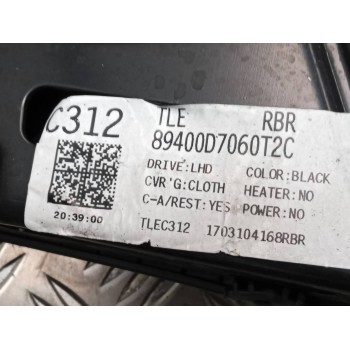 C312 TLE RBR
89400D7060T2C
DRIVE:LHD COLOR:BLACK
CVR'G:CLOTH HEATER:NO
C-A/REST:YES POWER:NO
20:39:00
TLEC312 1703104168RBR